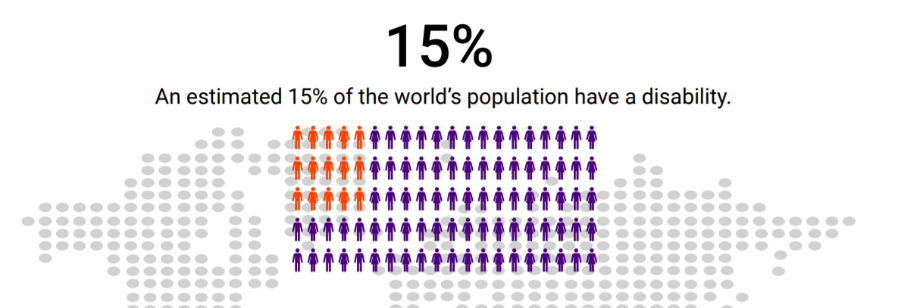 15%
An estimated 15% of the world’s population have a disability.